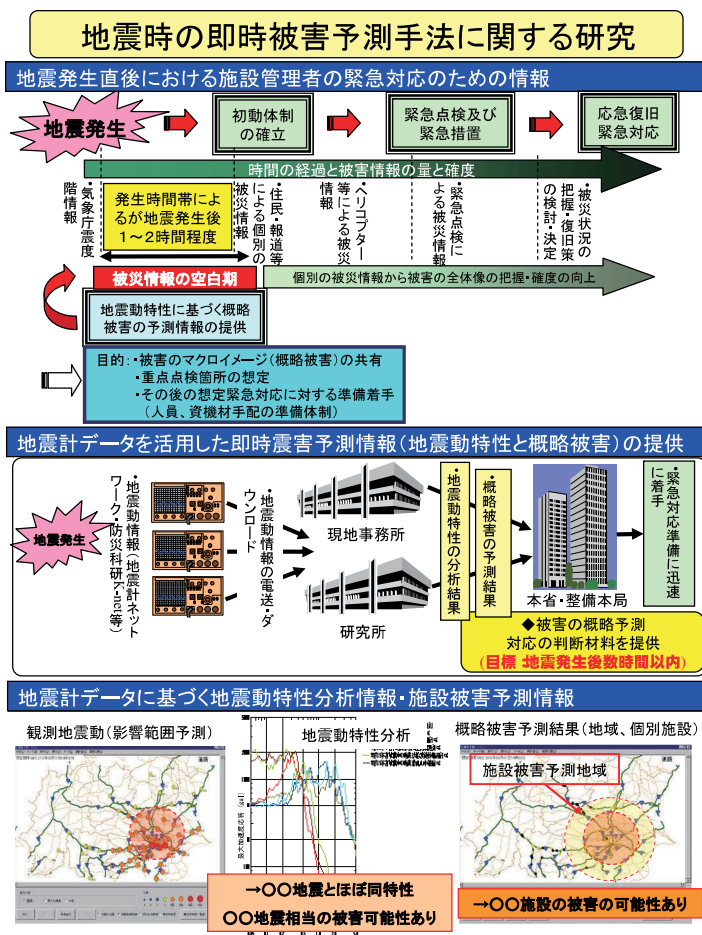 地震時の即時被害予測手法に関する研究
地震発生直後における施設管理者の緊急対応のための情報
地震発生
初動体制
の確立
緊急点検及び
緊急措置
応急復旧
緊急対応
時間の経過と被害情報の量と確度
・気象庁震度
階情報
発生時間帯によ
るが地震発生後
１～２時間程度
・住民・報道等
による個別の
被災情報
・ヘリコプター
等による被災
情報
・緊急点検に
よる被災情報
・被災状況の
把握・復旧策
の検討・決定
被災情報の空白期
個別の被災情報から被害の全体像の把握・確度の向上
地震動特性に基づく概略
被害の予測情報の提供
目的：・被害のマクロイメージ（概略被害）の共有
・重点点検箇所の想定
・その後の想定緊急対応に対する準備着手
（人員、資機材手配の準備体制）
地震計データを活用した即時震害予測情報（地震動特性と概略被害）の提供
地震発生
・地震動情報（地震計ネット
ワーク・防災科研K-net等）
・地震動情報の電送・ダ
ウンロード
現地事務所
研究所
・地震動特性の分析結果
・概略被害の予測結果
本省・整備本局
・緊急対応準備に迅速
に着手
◆被害の概略予測
対応の判断材料を提供
（目標 地震発生後数時間以内）
地震計データに基づく地震動特性分析情報・施設被害予測情報
観測地震動（影響範囲予測）
地震動特性分析
概略被害予測結果（地域、個別施設）
道路
最大加速度応答 (gal)
道路
施設被害予測地域
→〇〇地震とほぼ同特性
〇〇地震相当の被害可能性あり
→〇〇施設の被害の可能性あり